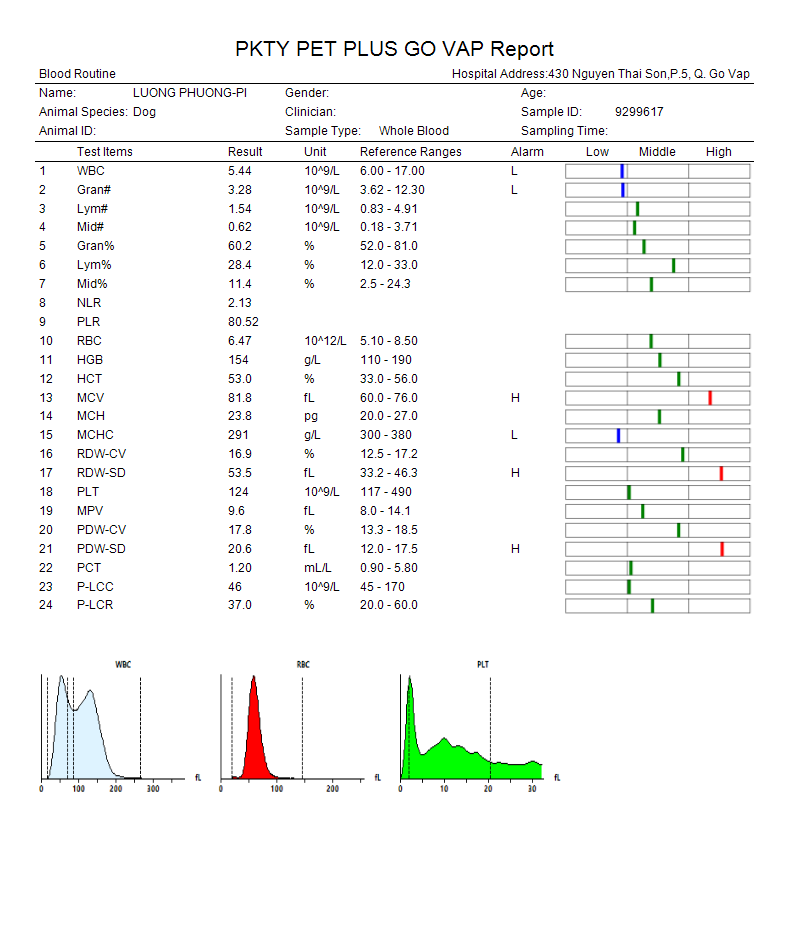 PKTY PET PLUS GO VAP Report
Blood Routine Hospital Address:430 Nguyen Thai Son,P.5, Q. Go Vap
Name: LUONG PHUONG-PI Gender: Age:
Animal Species: Dog Clinician: Sample ID: 9299617
Animal ID: Sample Type: Whole Blood Sampling Time:
Test Items Result Unit Reference Ranges Alarm Low Middle High
1 WBC 5.44 10^9/L 6.00 - 17.00 L
2 Gran# 3.28 10^9/L 3.62 - 12.30 L
3 Lym# 1.54 10^9/L 0.83 - 4.91
4 Mid# 0.62 10^9/L 0.18 - 3.71
5 Gran% 60.2 % 52.0 - 81.0
6 Lym% 28.4 % 12.0 - 33.0
7 Mid% 11.4 % 2.5 - 24.3
8 NLR 2.13
9 PLR 80.52
10 RBC 6.47 10^12/L 5.10 - 8.50
11 HGB 154 g/L 110 - 190
12 HCT 53.0 % 33.0 - 56.0
13 MCV 81.8 fL 60.0 - 76.0 H
14 MCH 23.8 pg 20.0 - 27.0
15 MCHC 291 g/L 300 - 380 L
16 RDW-CV 16.9 % 12.5 - 17.2
17 RDW-SD 53.5 fL 33.2 - 46.3 H
18 PLT 124 10^9/L 117 - 490
19 MPV 9.6 fL 8.0 - 14.1
20 PDW-CV 17.8 % 13.3 - 18.5
21 PDW-SD 20.6 fL 12.0 - 17.5 H
22 PCT 1.20 mL/L 0.90 - 5.80
23 P-LCC 46 10^9/L 45 - 170
24 P-LCR 37.0 % 20.0 - 60.0
WBC RBC PLT
fL fL fL
0 100 200 300 0 100 200 0 10 20 30